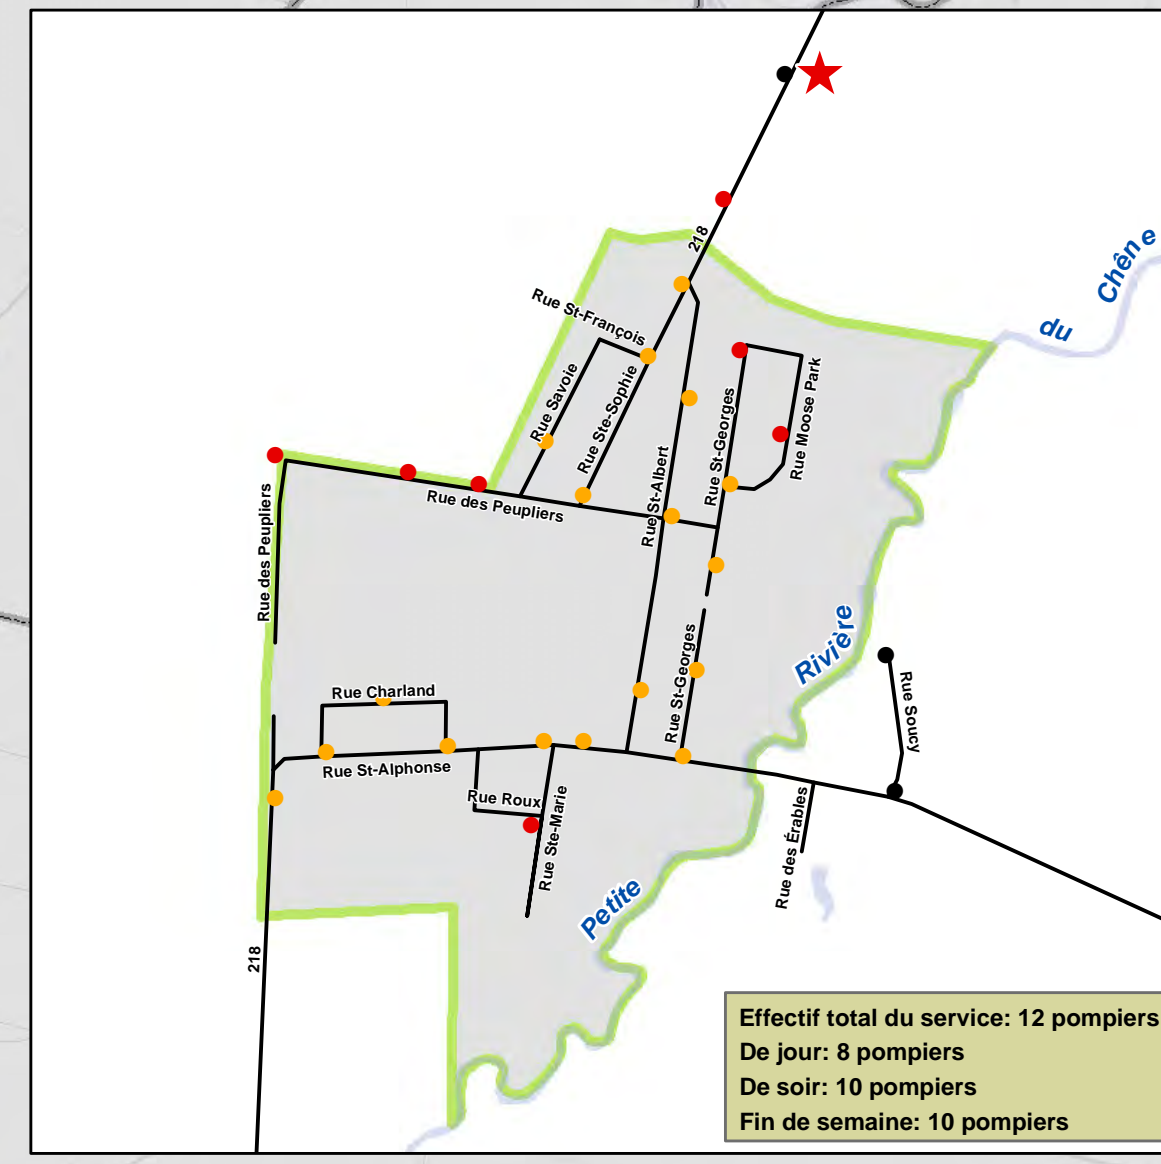 218
Chêne
du
Rue St-François
Rue Savoie
Rue Ste-Sophie
Rue Moose Park
Rue St-Georges
Rue St-Albert
Rue des Peupliers
Rue des Peupliers
Rivière
Rue St-Georges
Rue Soucy
Rue Charland
Rue St-Alphonse
Rue Roux
Rue Ste-Marie
Rue des Érables
Petite
218
Effectif total du service: 12 pompiers
De jour: 8 pompiers
De soir: 10 pompiers
Fin de semaine: 10 pompiers